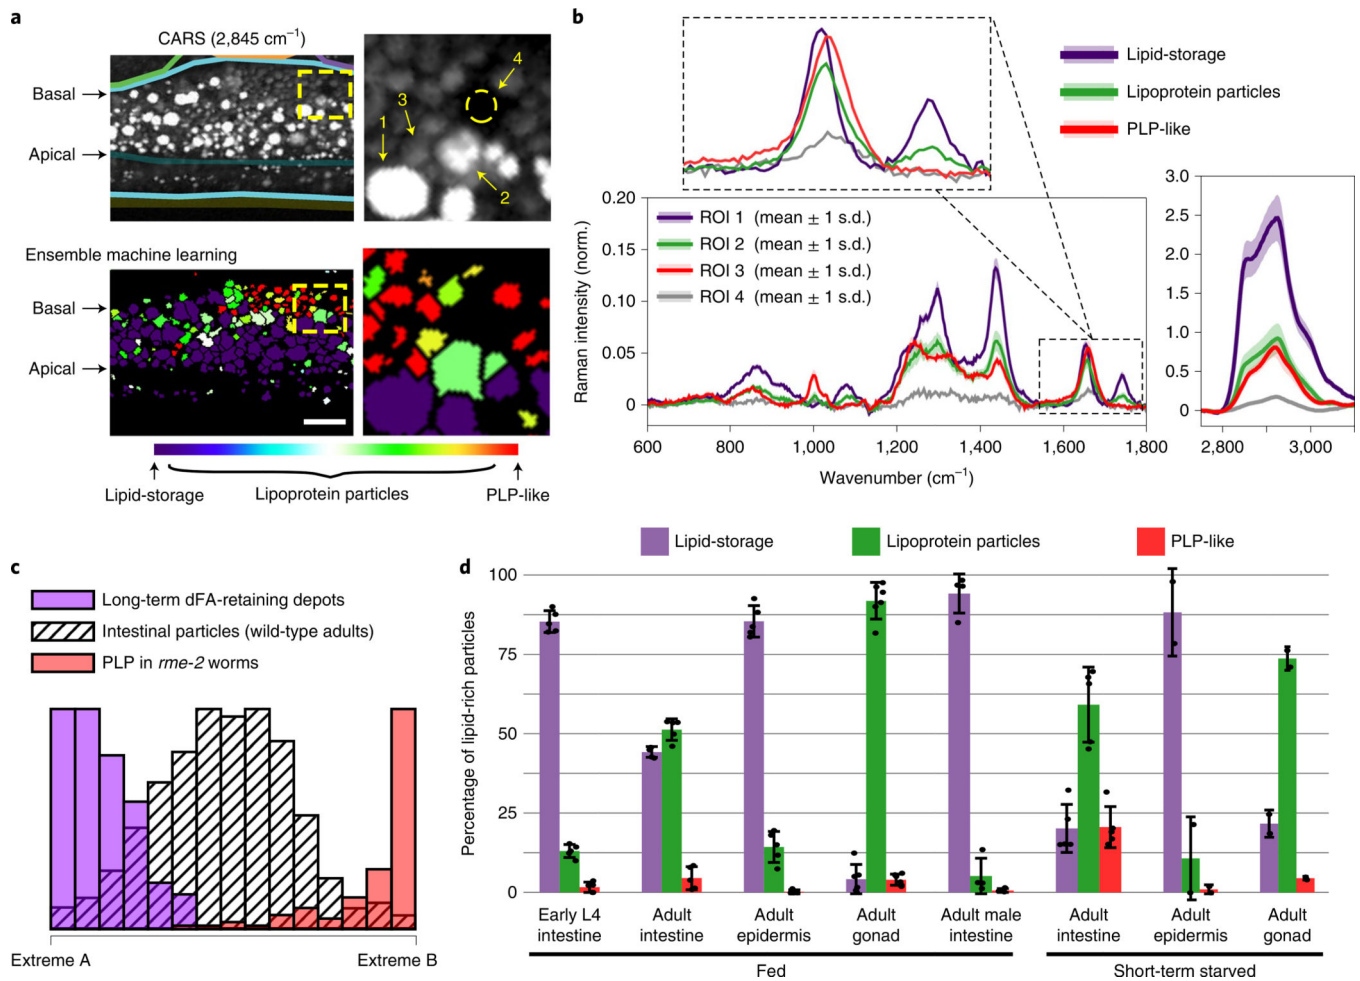 a
CARS (2,845 cm⁻¹)
Basal
Apical
1
2
3
4
Ensemble machine learning
Basal
Apical
Lipid-storage
Lipoprotein particles
PLP-like
b
Lipid-storage
Lipoprotein particles
PLP-like
ROI 1 (mean ± 1 s.d.)
ROI 2 (mean ± 1 s.d.)
ROI 3 (mean ± 1 s.d.)
ROI 4 (mean ± 1 s.d.)
Raman intensity (norm.)
0.20
0.15
0.10
0.05
0
600
800
1,000
1,200
1,400
1,600
1,800
Wavenumber (cm⁻¹)
3.0
2.5
2.0
1.5
1.0
0.5
0
2,800
3,000
c
Long-term dFA-retaining depots
Intestinal particles (wild-type adults)
PLP in rme-2 worms
Extreme A
Extreme B
d
Lipid-storage
Lipoprotein particles
PLP-like
Percentage of lipid-rich particles
100
75
50
25
0
Early L4
intestine
Adult
intestine
Adult
epidermis
Adult
gonad
Adult male
intestine
Adult
intestine
Adult
epidermis
Adult
gonad
Fed
Short-term starved